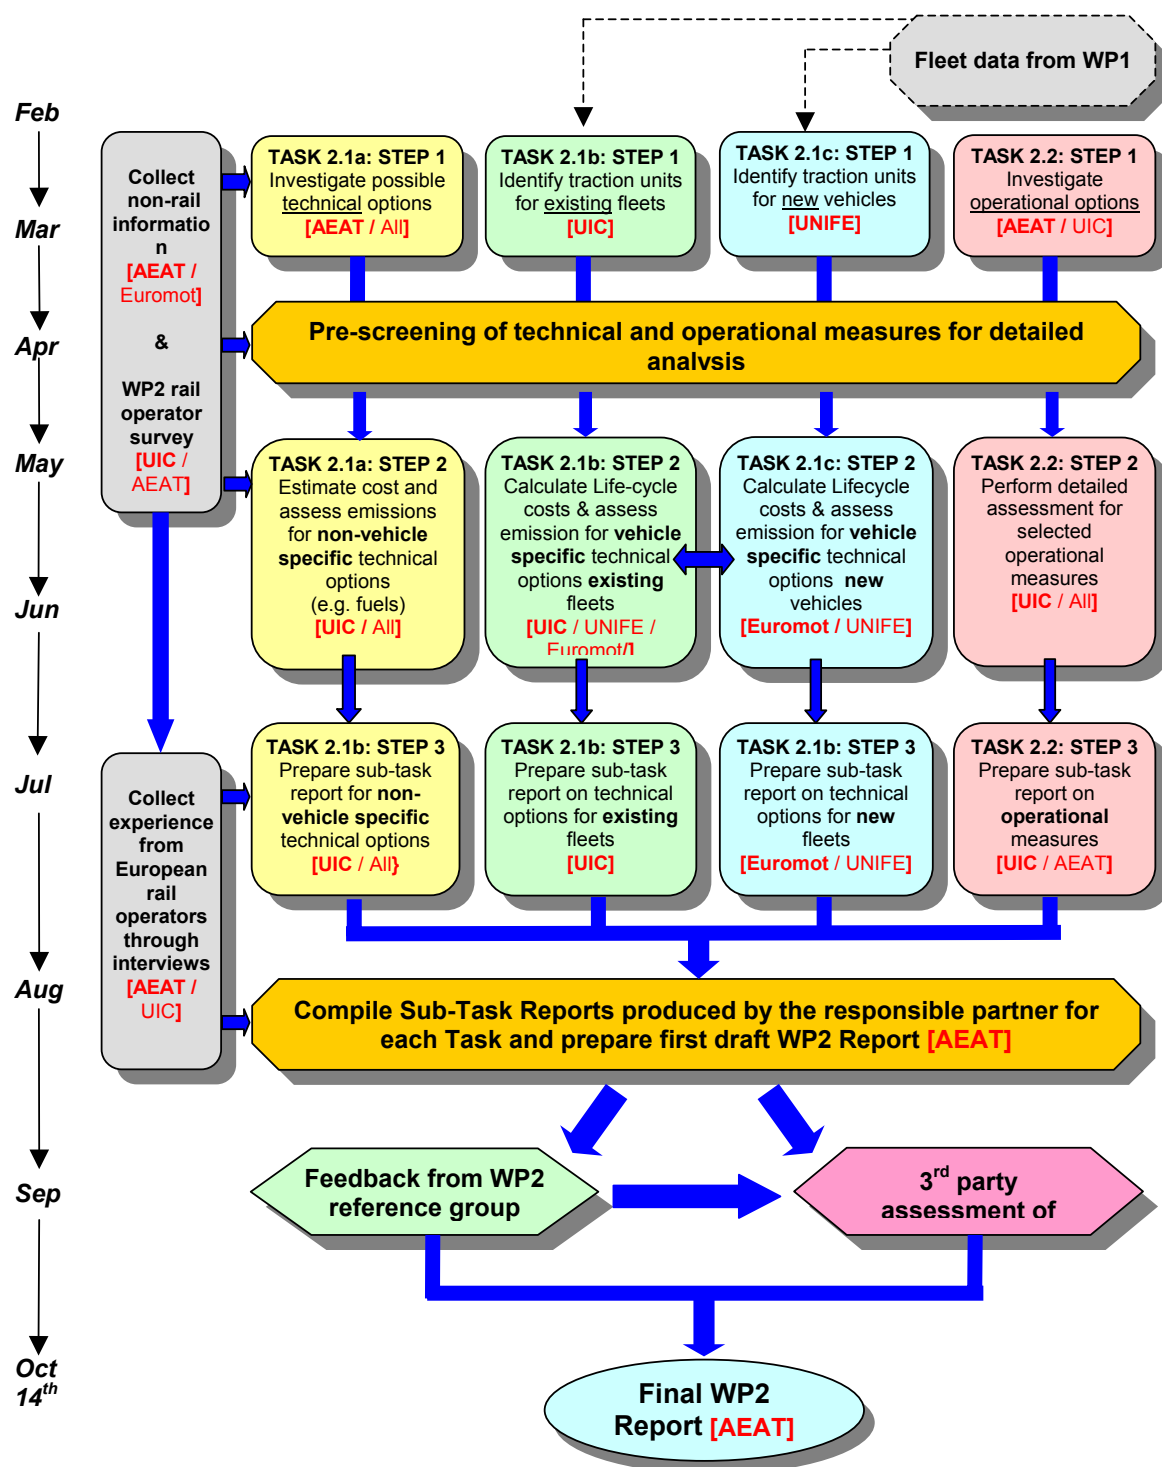 Fleet data from WP1
Feb
Mar
Apr
May
Jun
Jul
Aug
Sep
Oct
14th
Collect
non-rail
informatio
n
[AEAT /
Euromot]
&
WP2 rail
operator
survey
[UIC /
AEAT]
TASK 2.1a: STEP 1
Investigate possible
technical options
[AEAT / All]
TASK 2.1b: STEP 1
Identify traction units
for existing fleets
[UIC]
TASK 2.1c: STEP 1
Identify traction units
for new vehicles
[UNIFE]
TASK 2.2: STEP 1
Investigate
operational options
[AEAT / UIC]
Pre-screening of technical and operational measures for detailed
analysis
TASK 2.1a: STEP 2
Estimate cost and
assess emissions
for non-vehicle
specific technical
options
(e.g. fuels)
[UIC / All]
TASK 2.1b: STEP 2
Calculate Life-cycle
costs & assess
emission for vehicle
specific technical
options existing
fleets
[UIC / UNIFE /
Euromot/]
TASK 2.1c: STEP 2
Calculate Lifecycle
costs & assess
emission for vehicle
specific technical
options new
vehicles
[Euromot / UNIFE]
TASK 2.2: STEP 2
Perform detailed
assessment for
selected
operational
measures
[UIC / All]
Collect
experience
from
European
rail
operators
through
interviews
[AEAT /
UIC]
TASK 2.1b: STEP 3
Prepare sub-task
report for non-
vehicle specific
technical options
[UIC / All}
TASK 2.1b: STEP 3
Prepare sub-task
report on technical
options for existing
fleets
[UIC]
TASK 2.1b: STEP 3
Prepare sub-task
report on technical
options for new
fleets
[Euromot / UNIFE]
TASK 2.2: STEP 3
Prepare sub-task
report on
operational
measures
[UIC / AEAT]
Compile Sub-Task Reports produced by the responsible partner for
each Task and prepare first draft WP2 Report [AEAT]
Feedback from WP2
reference group
3rd party
assessment of
Final WP2
Report [AEAT]